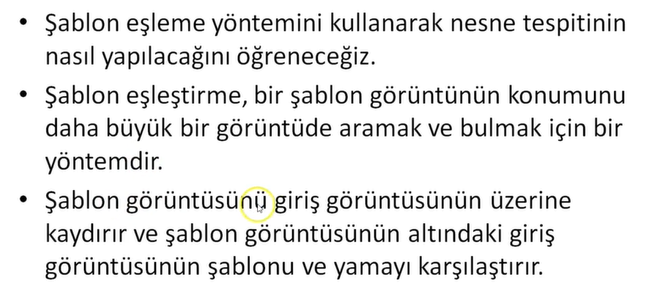 • Şablon eşleme yöntemini kullanarak nesne tespitinin
nasıl yapılacağını öğreneceğiz.
• Şablon eşleştirme, bir şablon görüntünün konumunu
daha büyük bir görüntüde aramak ve bulmak için bir
yöntemdir.
• Şablon görüntüsünü giriş görüntüsünün üzerine
kaydırır ve şablon görüntüsünün altındaki giriş
görüntüsünün şablonu ve yamayı karşılaştırır.